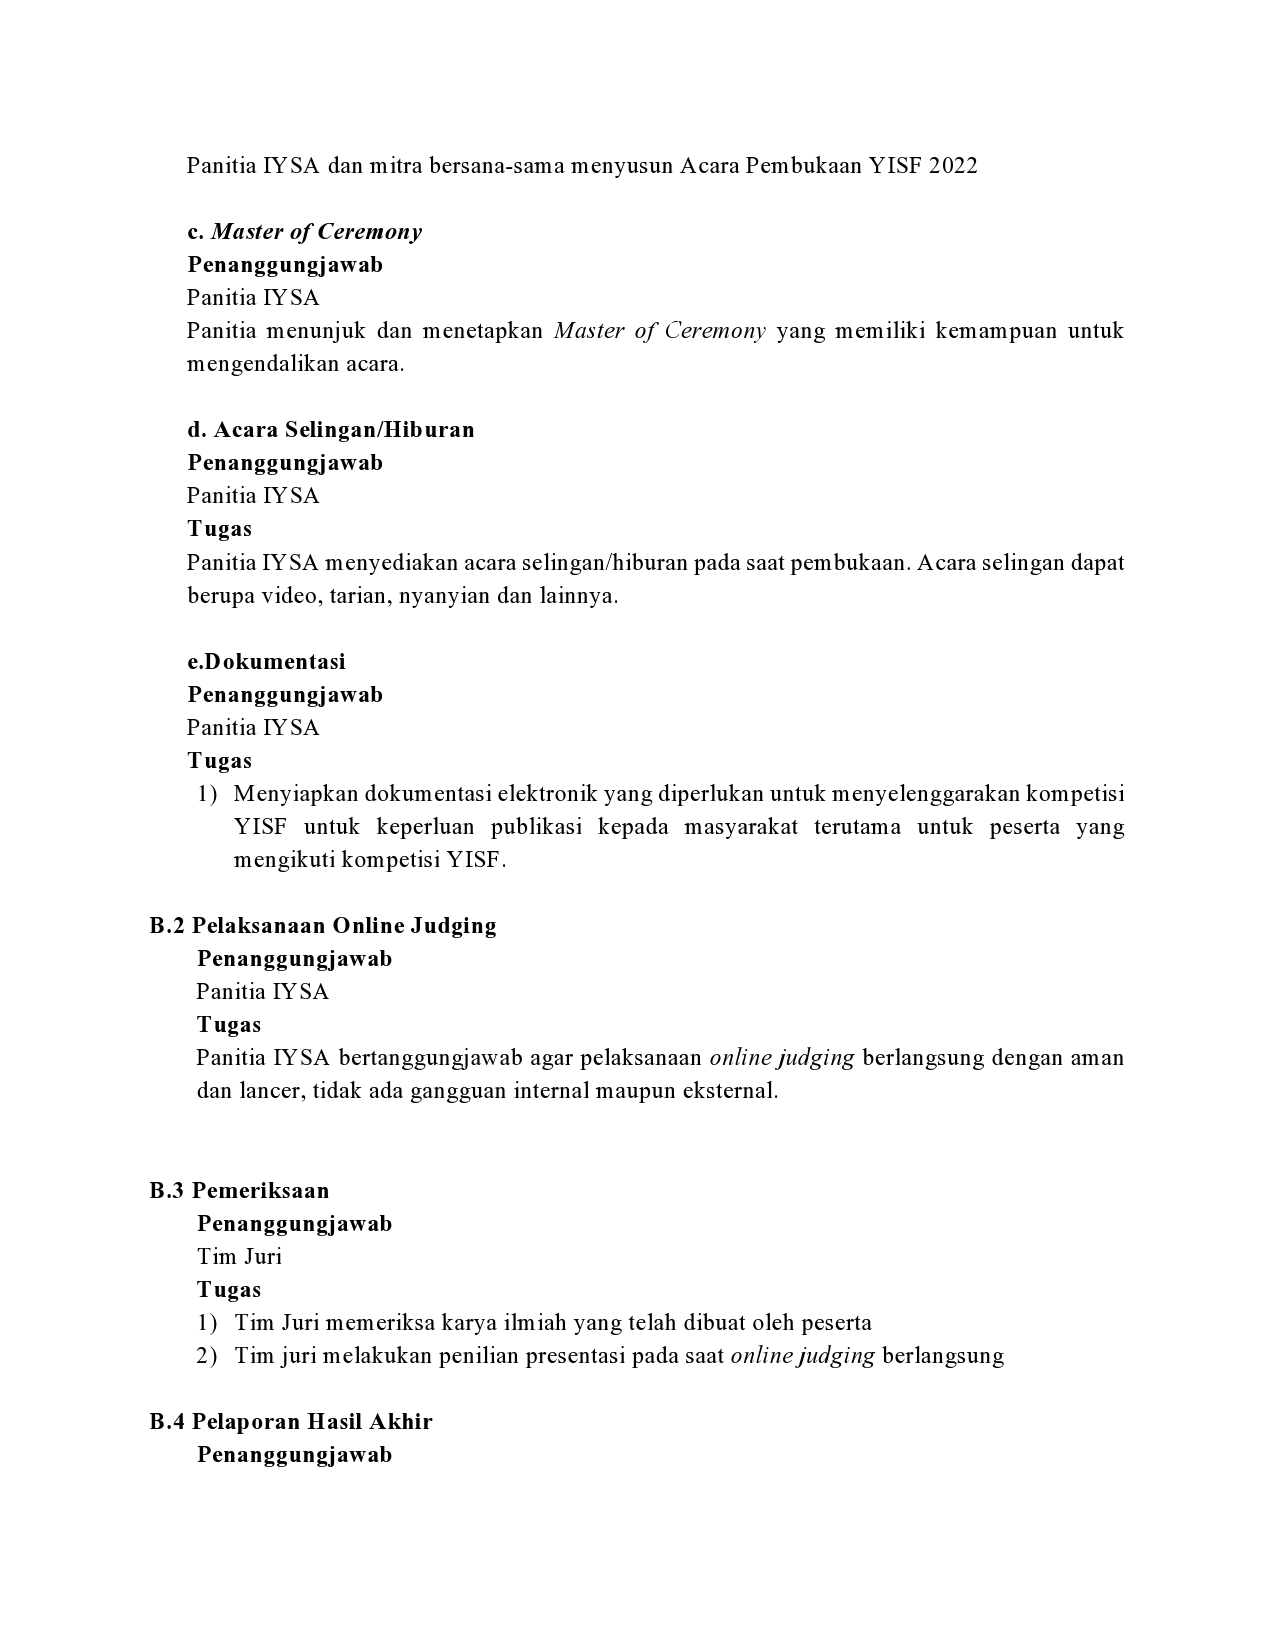 Panitia IYSA dan mitra bersana-sama menyusun Acara Pembukaan YISF 2022
c. Master of Ceremony
Penanggungjawab
Panitia IYSA
Panitia menunjuk dan menetapkan Master of Ceremony yang memiliki kemampuan untuk
mengendalikan acara.
d. Acara Selingan/Hiburan
Penanggungjawab
Panitia IYSA
Tugas
Panitia IYSA menyediakan acara selingan/hiburan pada saat pembukaan. Acara selingan dapat
berupa video, tarian, nyanyian dan lainnya.
e.Dokumentasi
Penanggungjawab
Panitia IYSA
Tugas
1) Menyiapkan dokumentasi elektronik yang diperlukan untuk menyelenggarakan kompetisi
YISF untuk keperluan publikasi kepada masyarakat terutama untuk peserta yang
mengikuti kompetisi YISF.
B.2 Pelaksanaan Online Judging
Penanggungjawab
Panitia IYSA
Tugas
Panitia IYSA bertanggungjawab agar pelaksanaan online judging berlangsung dengan aman
dan lancer, tidak ada gangguan internal maupun eksternal.
B.3 Pemeriksaan
Penanggungjawab
Tim Juri
Tugas
1) Tim Juri memeriksa karya ilmiah yang telah dibuat oleh peserta
2) Tim juri melakukan penilian presentasi pada saat online judging berlangsung
B.4 Pelaporan Hasil Akhir
Penanggungjawab